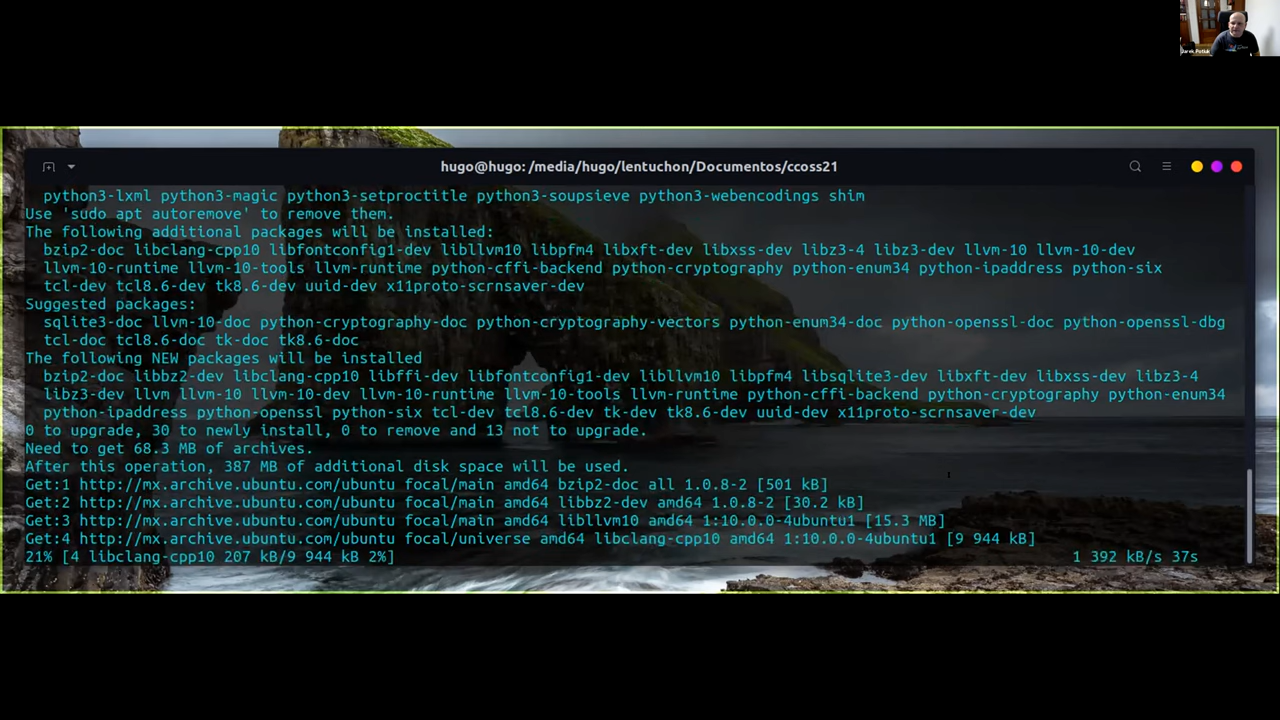 Jarek Potiuk
hugo@hugo: /media/hugo/lentuchon/Documentos/ccoss21
python3-lxml python3-magic python3-setproctitle python3-soupsieve python3-webencodings shim
Use 'sudo apt autoremove' to remove them.
The following additional packages will be installed:
bzip2-doc libclang-cpp10 libfontconfig1-dev libllvm10 libpfm4 libxft-dev libxss-dev libz3-4 libz3-dev llvm-10 llvm-10-dev
llvm-10-runtime llvm-10-tools llvm-runtime python-cffi-backend python-cryptography python-enum34 python-ipaddress python-six
tcl-dev tcl8.6-dev tk8.6-dev uuid-dev x11proto-scrnsaver-dev
Suggested packages:
sqlite3-doc llvm-10-doc python-cryptography-doc python-cryptography-vectors python-enum34-doc python-openssl-doc python-openssl-dbg
tcl-doc tcl8.6-doc tk-doc tk8.6-doc
The following NEW packages will be installed
bzip2-doc libbz2-dev libclang-cpp10 libffi-dev libfontconfig1-dev libllvm10 libpfm4 libsqlite3-dev libxft-dev libxss-dev libz3-4
libz3-dev llvm llvm-10 llvm-10-dev llvm-10-runtime llvm-10-tools llvm-runtime python-cffi-backend python-cryptography python-enum34
python-ipaddress python-openssl python-six tcl-dev tcl8.6-dev tk-dev tk8.6-dev uuid-dev x11proto-scrnsaver-dev
0 to upgrade, 30 to newly install, 0 to remove and 13 not to upgrade.
Need to get 68.3 MB of archives.
After this operation, 387 MB of additional disk space will be used.
Get:1 http://mx.archive.ubuntu.com/ubuntu focal/main amd64 bzip2-doc all 1.0.8-2 [501 kB]
Get:2 http://mx.archive.ubuntu.com/ubuntu focal/main amd64 libbz2-dev amd64 1.0.8-2 [30.2 kB]
Get:3 http://mx.archive.ubuntu.com/ubuntu focal/main amd64 libllvm10 amd64 1:10.0.0-4ubuntu1 [15.3 MB]
Get:4 http://mx.archive.ubuntu.com/ubuntu focal/universe amd64 libclang-cpp10 amd64 1:10.0.0-4ubuntu1 [9 944 kB]
21% [4 libclang-cpp10 207 kB/9 944 kB 2%] 1 392 kB/s 37s